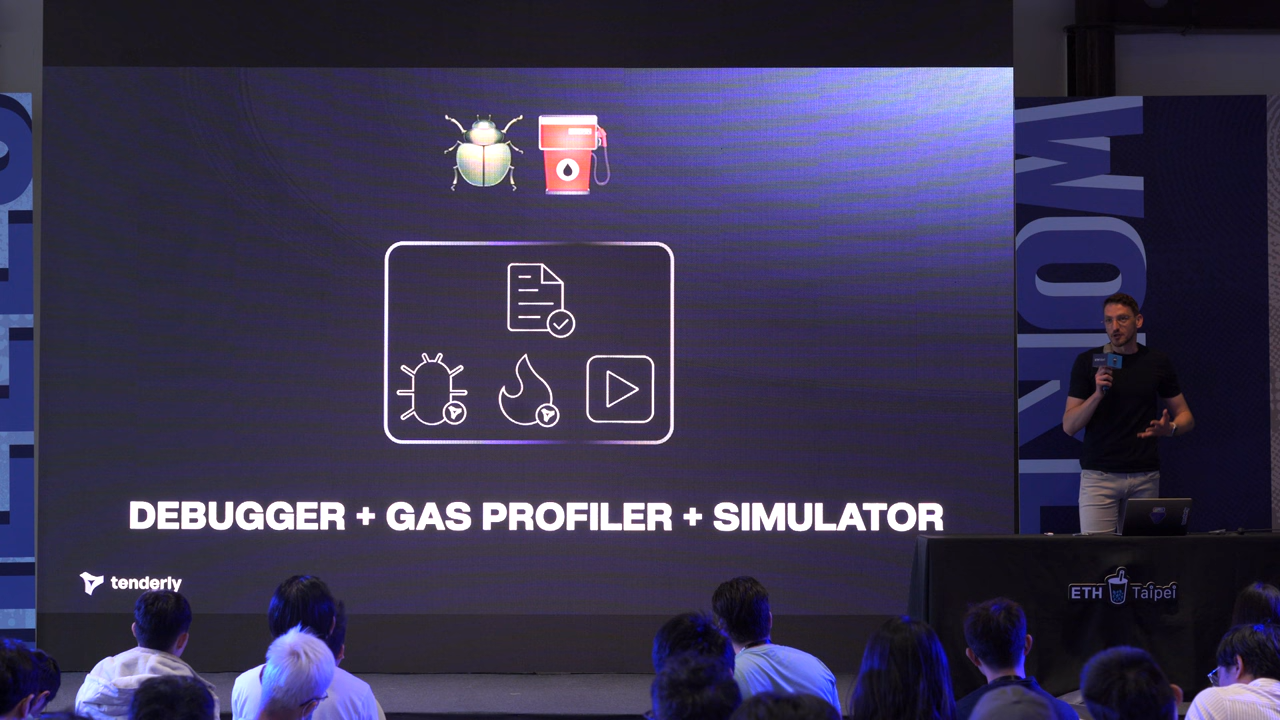 DEBUGGER + GAS PROFILER + SIMULATOR
tenderly
ETH Taipei